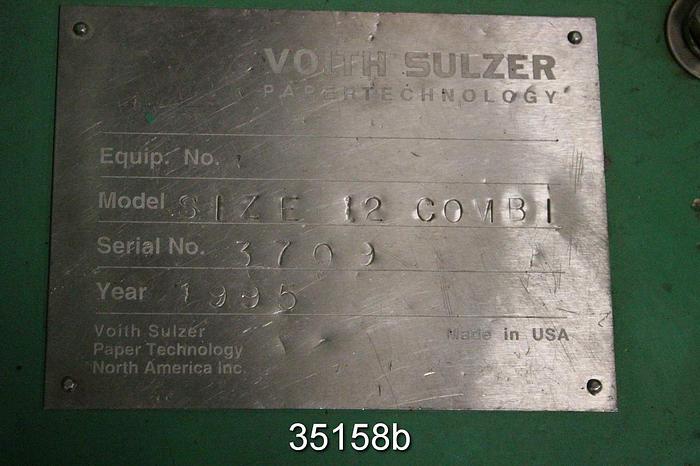 VOITH SULZER
PAPERTECHNOLOGY
Equip. No.
Model SIZE 12 COMBI
Serial No. 3709
Year 1995
Voith Sulzer
Paper Technology
North America Inc.
Made in USA
35158b